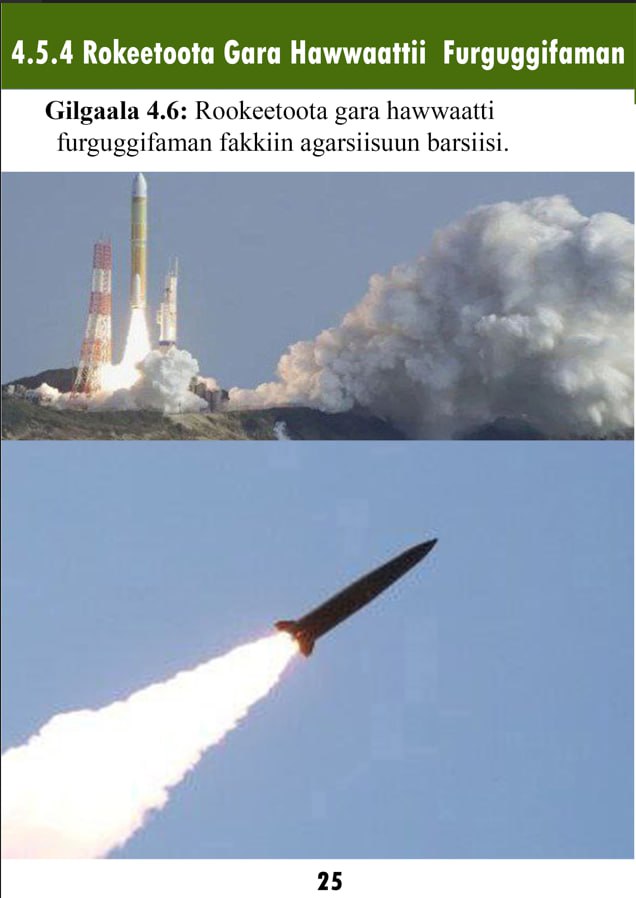 4.5.4 Rokeetoota Gara Hawwaattii Furguggifaman
Gilgaala 4.6: Rookeetoota gara hawwaatti
furguggifaman fakkiin agarsiisuun barsiisi.
25